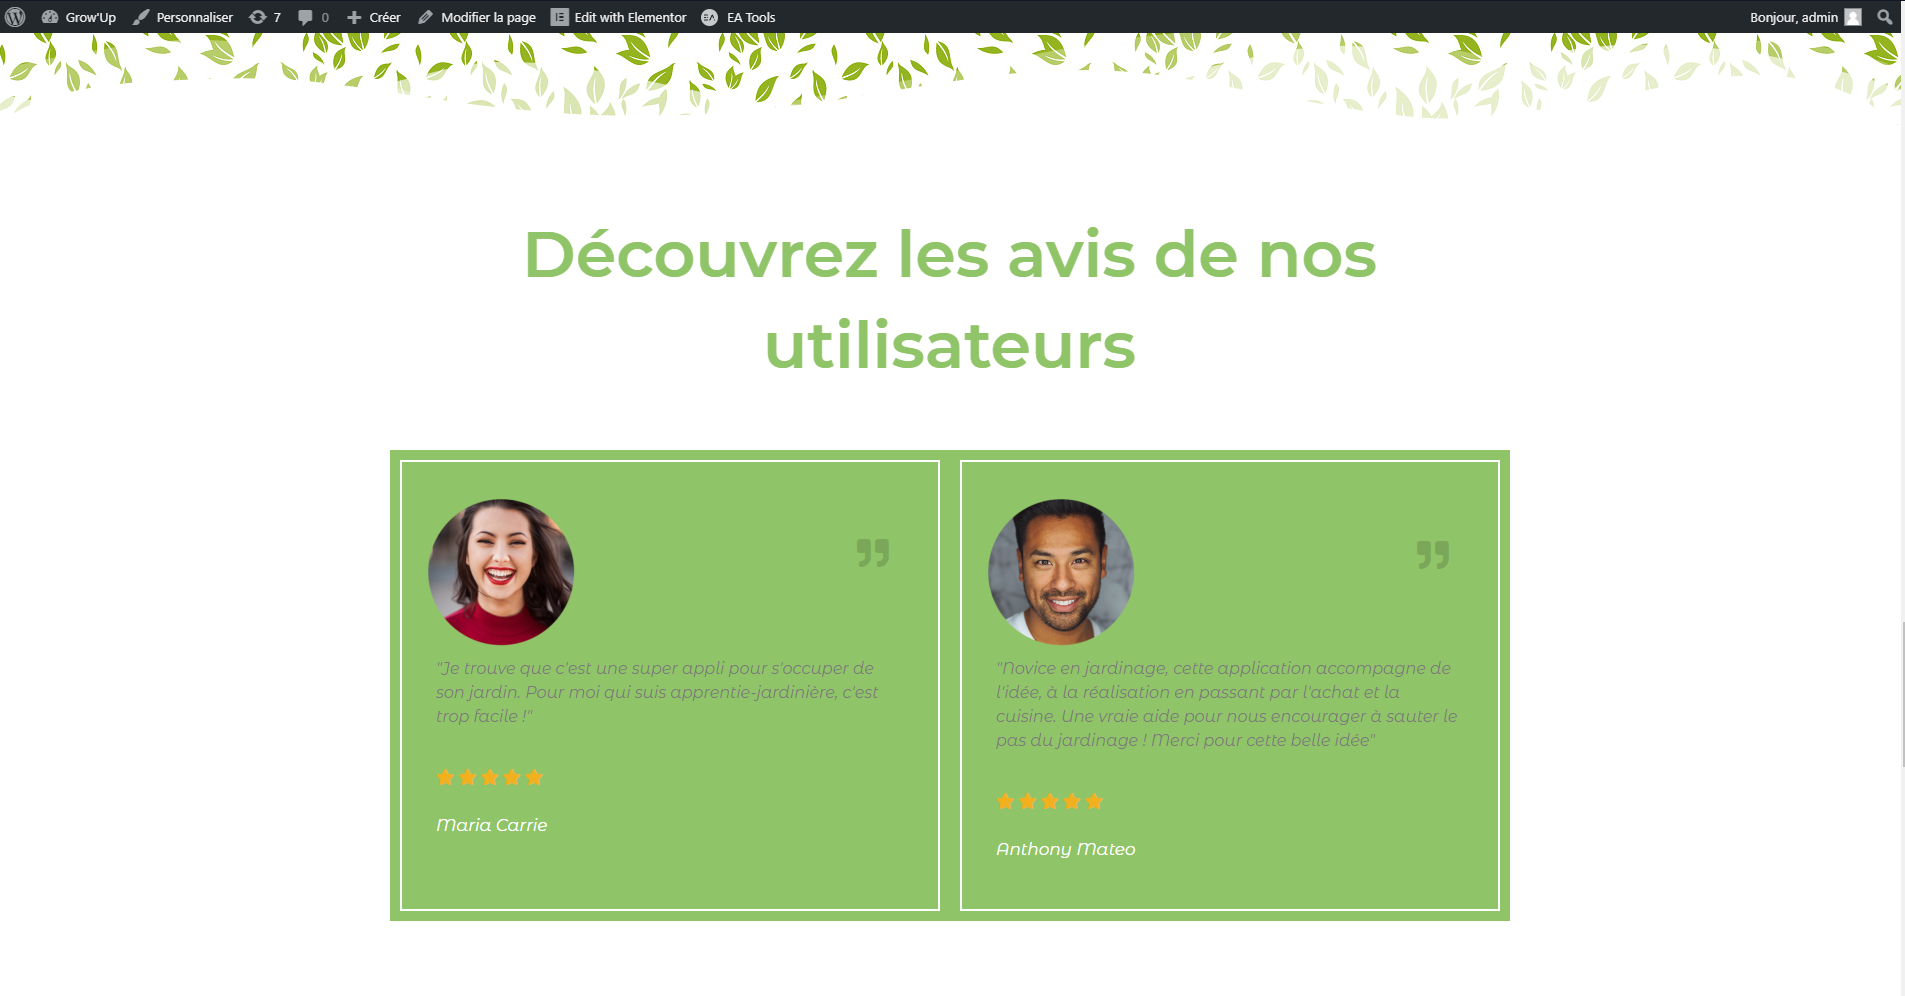 Grow'Up Personnaliser 7 0 Créer Modifier la page Edit with Elementor EA Tools Bonjour, admin
Découvrez les avis de nos
utilisateurs
"Je trouve que c'est une super appli pour s'occuper de
son jardin. Pour moi qui suis apprentie-jardinière, c'est
trop facile !"
Maria Carrie
"Novice en jardinage, cette application accompagne de
l'idée, à la réalisation en passant par l'achat et la
cuisine. Une vraie aide pour nous encourager à sauter le
pas du jardinage ! Merci pour cette belle idée"
Anthony Mateo